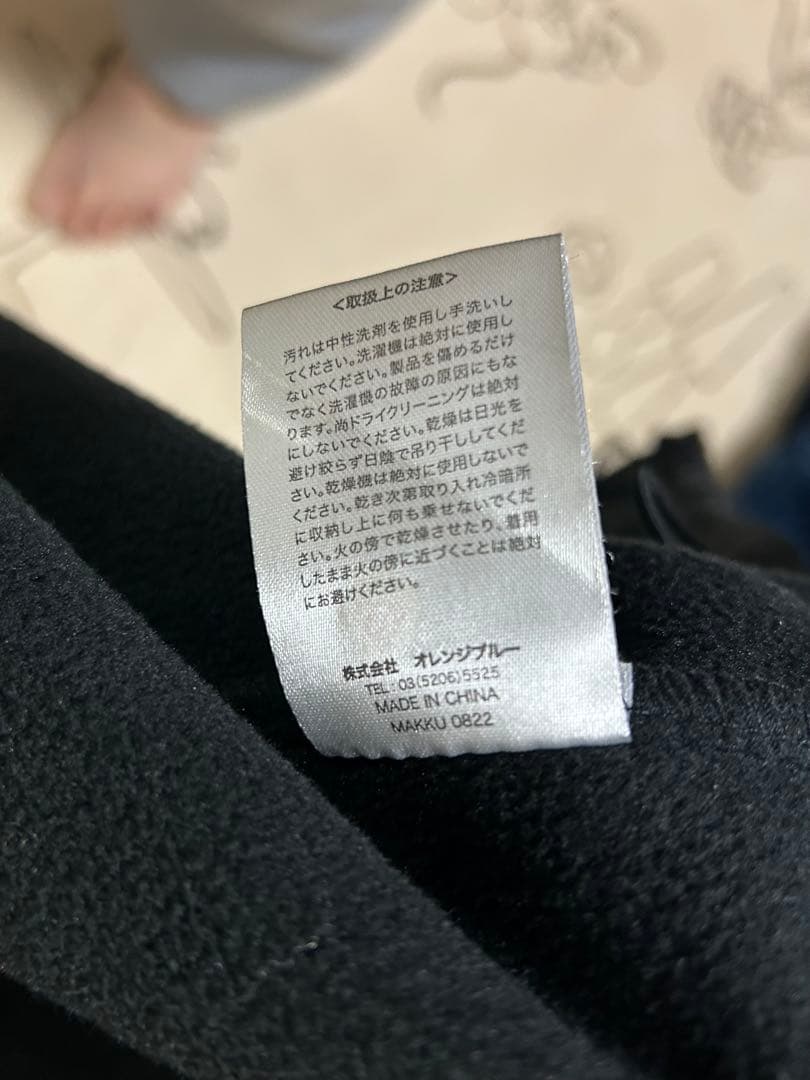 <取扱上の注意>
汚れは中性洗剤を使用し手洗いし
てください。洗濯機は絶対に使用し
ないでください。製品を傷めるだけ
でなく洗濯機の故障の原因にもな
ります。尚ドライクリーニングは絶対
にしないでください。乾燥は日光を
避け絞らず日陰で吊り干ししてくだ
さい。乾燥機は絶対に使用しないで
ください。乾き次第取り入れ冷暗所
に収納し上に何も乗せないでくだ
さい。火の傍で乾燥させたり、着用
したまま火の傍に近づくことは絶対
にお避けください。
株式会社 オレンジブルー
TEL:03(5206)5525
MADE IN CHINA
MAKKU 0822